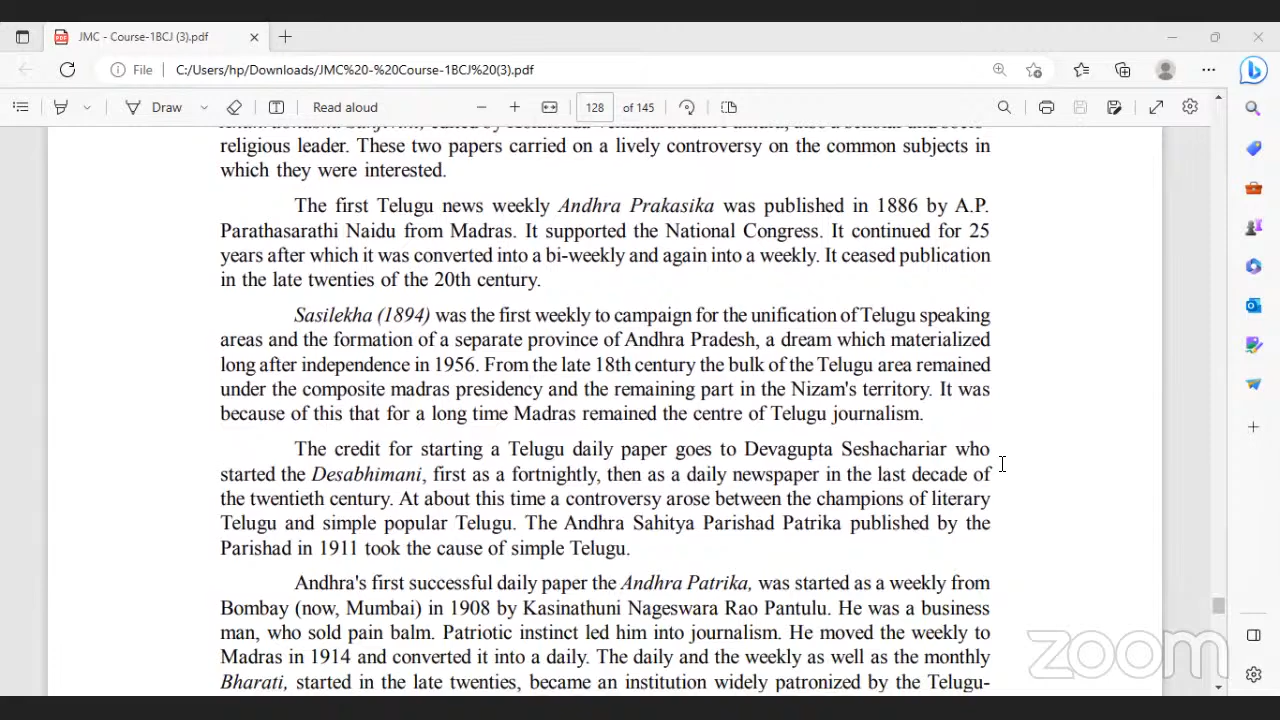 JMC - Course-1BCJ (3).pdf
File C:/Users/hp/Downloads/JMC%20-%20Course-1BCJ%20(3).pdf
Draw Read aloud 128 of 145
religious leader. These two papers carried on a lively controversy on the common subjects in
which they were interested.
The first Telugu news weekly Andhra Prakasika was published in 1886 by A.P.
Parathasarathi Naidu from Madras. It supported the National Congress. It continued for 25
years after which it was converted into a bi-weekly and again into a weekly. It ceased publication
in the late twenties of the 20th century.
Sasilekha (1894) was the first weekly to campaign for the unification of Telugu speaking
areas and the formation of a separate province of Andhra Pradesh, a dream which materialized
long after independence in 1956. From the late 18th century the bulk of the Telugu area remained
under the composite madras presidency and the remaining part in the Nizam's territory. It was
because of this that for a long time Madras remained the centre of Telugu journalism.
The credit for starting a Telugu daily paper goes to Devagupta Seshachariar who
started the Desabhimani, first as a fortnightly, then as a daily newspaper in the last decade of
the twentieth century. At about this time a controversy arose between the champions of literary
Telugu and simple popular Telugu. The Andhra Sahitya Parishad Patrika published by the
Parishad in 1911 took the cause of simple Telugu.
Andhra's first successful daily paper the Andhra Patrika, was started as a weekly from
Bombay (now, Mumbai) in 1908 by Kasinathuni Nageswara Rao Pantulu. He was a business
man, who sold pain balm. Patriotic instinct led him into journalism. He moved the weekly to
Madras in 1914 and converted it into a daily. The daily and the weekly as well as the monthly
Bharati, started in the late twenties, became an institution widely patronized by the Telugu-
zoom